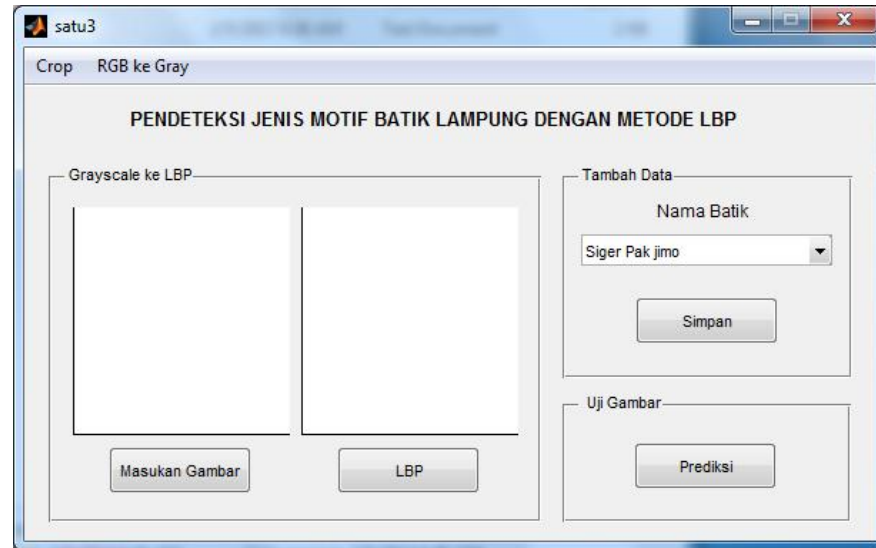 satu3
Crop RGB ke Gray
PENDETEKSI JENIS MOTIF BATIK LAMPUNG DENGAN METODE LBP
Grayscale ke LBP
Masukan Gambar
LBP
Tambah Data
Nama Batik
Siger Pak jimo
Simpan
Uji Gambar
Prediksi